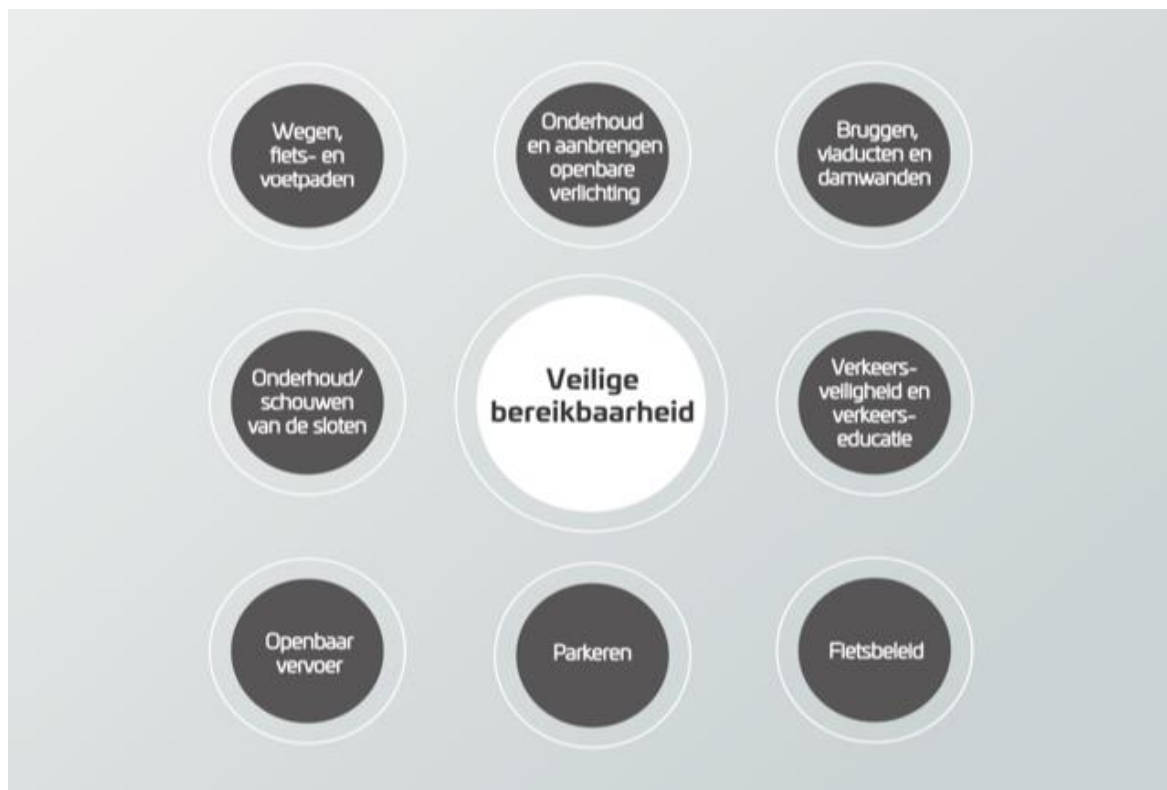 Wegen,
fiets- en
voetpaden
Onderhoud
en aanbrengen
openbare
verlichting
Bruggen,
viaducten en
damwanden
Onderhoud/
schouwen
van de sloten
Veilige
bereikbaarheid
Verkeers-
veiligheid en
verkeers-
educatie
Openbaar
vervoer
Parkeren
Fietsbeleid